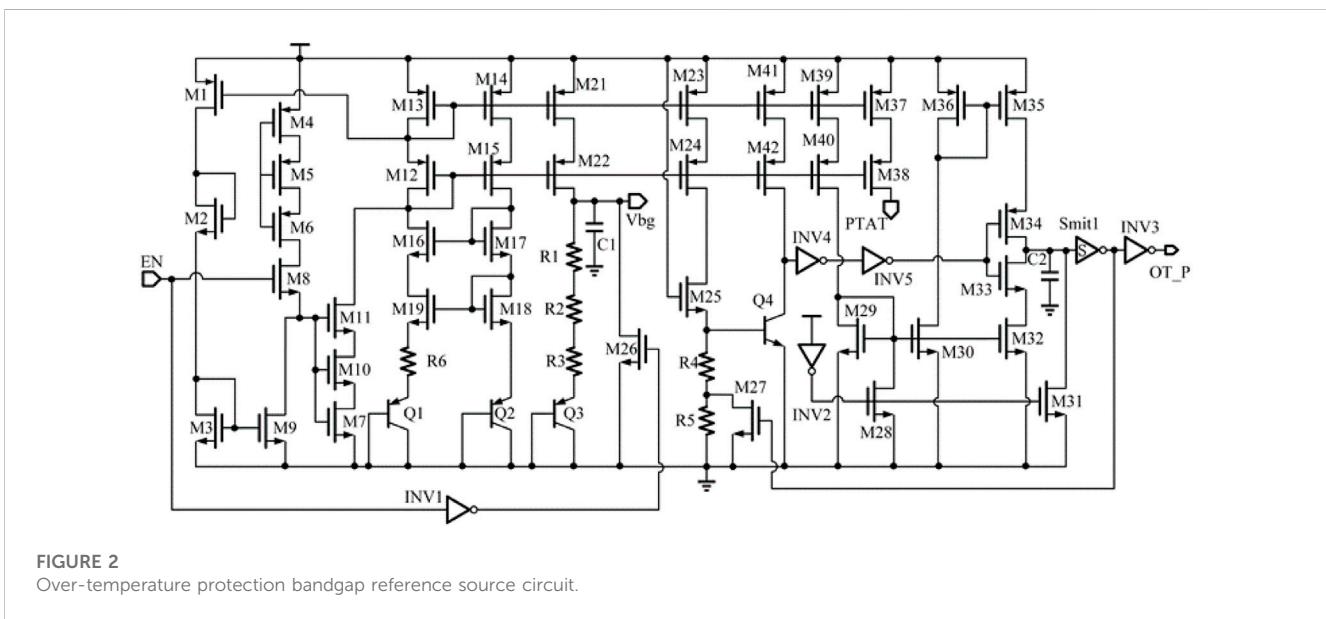 M1
M4
M5
M2
M6
EN
M8
M11
M10
M3
M9
M7
INV1
M13
M14
M12
M15
M16
M17
M19
M18
R6
Q1
Q2
M21
M22
Vbg
C1
R1
R2
R3
Q3
M26
M23
M24
M25
R4
R5
M27
Q4
M41
M42
M39
M40
M37
M38
PTAT
INV4
INV5
INV2
M29
M28
M30
M36
M35
M34
M33
M32
M31
C2
Smit1
S
INV3
OT_P
FIGURE 2
Over-temperature protection bandgap reference source circuit.